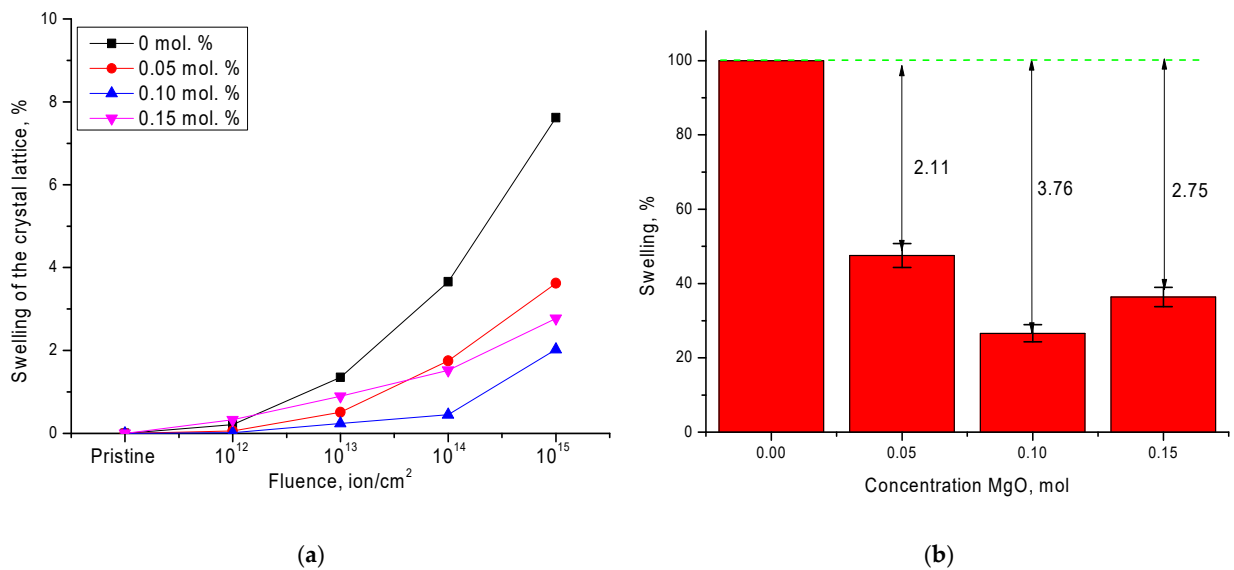 10
8
6
4
2
0
Swelling of the crystal lattice, %
0 mol. %
0.05 mol. %
0.10 mol. %
0.15 mol. %
Pristine 10¹² 10¹³ 10¹⁴ 10¹⁵
Fluence, ion/cm²
(a)
100
80
60
40
20
0
Swelling, %
2.11
3.76
2.75
0.00 0.05 0.10 0.15
Concentration MgO, mol
(b)